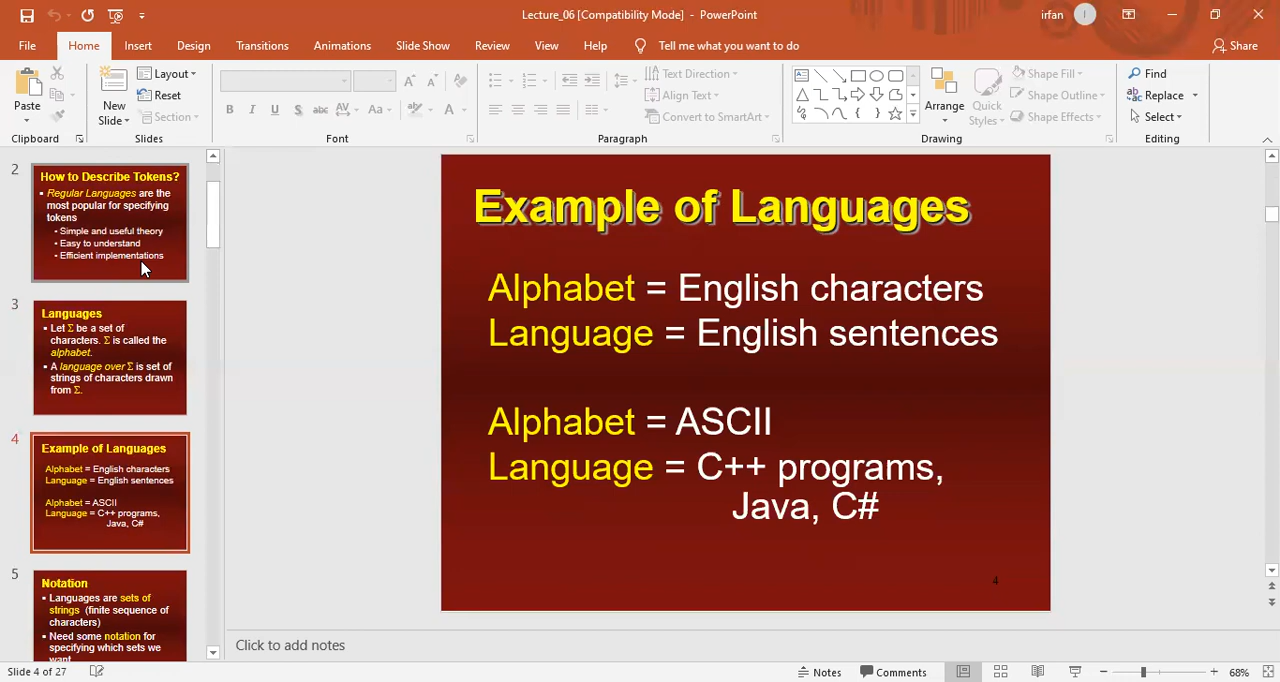 Lecture_06 [Compatibility Mode] - PowerPoint
irfan
I
File
Home
Insert
Design
Transitions
Animations
Slide Show
Review
View
Help
Tell me what you want to do
Share
Paste
Clipboard
New
Slide
Layout
Reset
Section
Slides
B I U S abc AV Aa A
Font
Text Direction
Align Text
Convert to SmartArt
Paragraph
Arrange
Quick
Styles
Shape Fill
Shape Outline
Shape Effects
Drawing
Find
Replace
Select
Editing
2
How to Describe Tokens?
Regular Languages are the
most popular for specifying
tokens
Simple and useful theory
Easy to understand
Efficient implementations
3
Languages
Let Σ be a set of
characters. Σ is called the
alphabet.
A language over Σ is set of
strings of characters drawn
from Σ.
4
Example of Languages
Alphabet = English characters
Language = English sentences
Alphabet = ASCII
Language = C++ programs,
Java, C#
5
Notation
Languages are sets of
strings (finite sequence of
characters)
Need some notation for
specifying which sets we
want
Example of Languages
Alphabet = English characters
Language = English sentences
Alphabet = ASCII
Language = C++ programs,
Java, C#
4
Click to add notes
Slide 4 of 27
Notes
Comments
68%